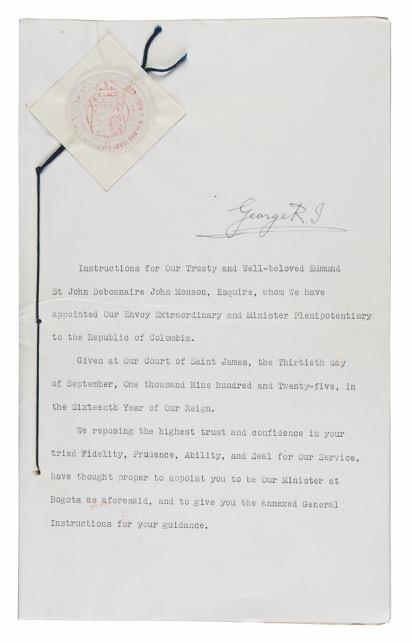 George R.I.
Instructions for Our Trusty and Well-beloved Edmund
St John Debonnaire John Monson, Esquire, whom We have
appointed Our Envoy Extraordinary and Minister Plenipotentiary
to the Republic of Colombia.
Given at Our Court of Saint James, the Thirtieth day
of September, One thousand Nine hundred and Twenty-five, in
the Sixteenth Year of Our Reign.
We reposing the highest trust and confidence in your
tried Fidelity, Prudence, Ability, and Zeal for Our Service,
have thought proper to appoint you to be Our Minister at
Bogota as aforesaid, and to give you the annexed General
Instructions for your guidance.